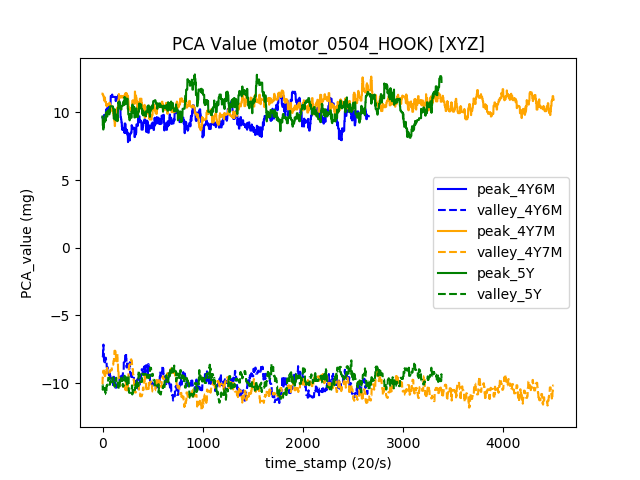 PCA Value (motor_0504_HOOK) [XYZ]
PCA_value (mg)
10
5
0
−5
−10
0
1000
2000
3000
4000
time_stamp (20/s)
peak_4Y6M
valley_4Y6M
peak_4Y7M
valley_4Y7M
peak_5Y
valley_5Y